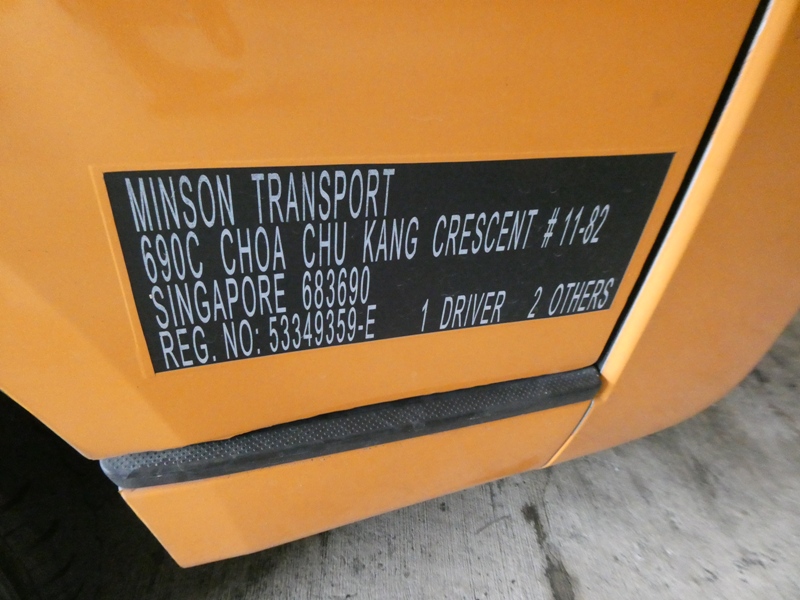 MINSON TRANSPORT
690C CHOA CHU KANG CRESCENT # 11-82
SINGAPORE 683690
REG. NO: 53349359-E 1 DRIVER 2 OTHERS